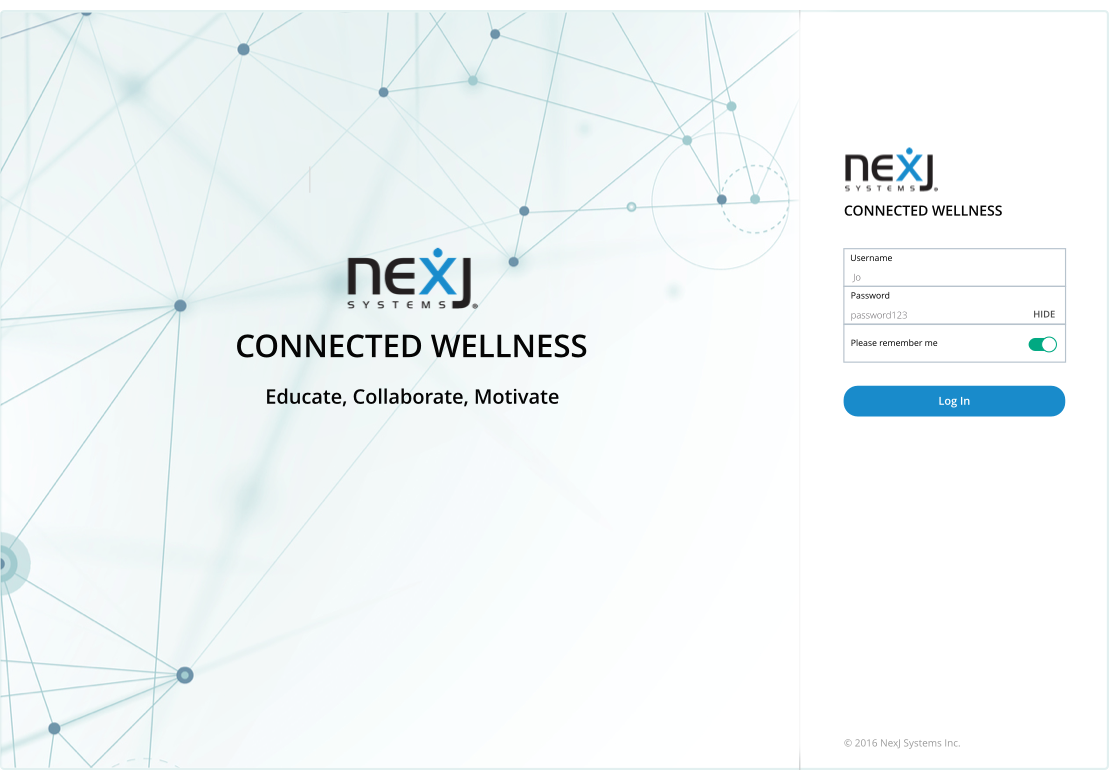 nexj
SYSTEMS®
CONNECTED WELLNESS
Educate, Collaborate, Motivate
nexj
SYSTEMS®
CONNECTED WELLNESS
Username
Jo
Password
password123 HIDE
Please remember me
Log In
© 2016 NexJ Systems Inc.